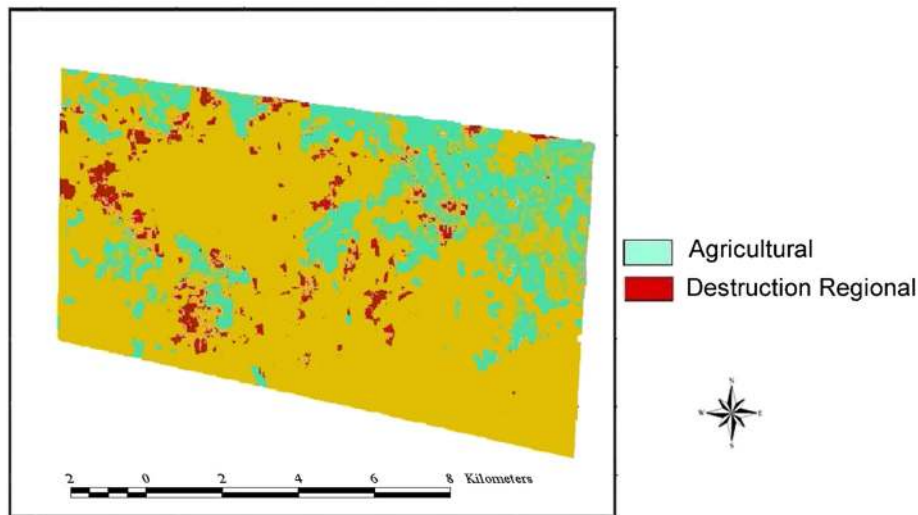 Agricultural
Destruction Regional
N
W E
S
2 0 2 4 6 8 Kilometers